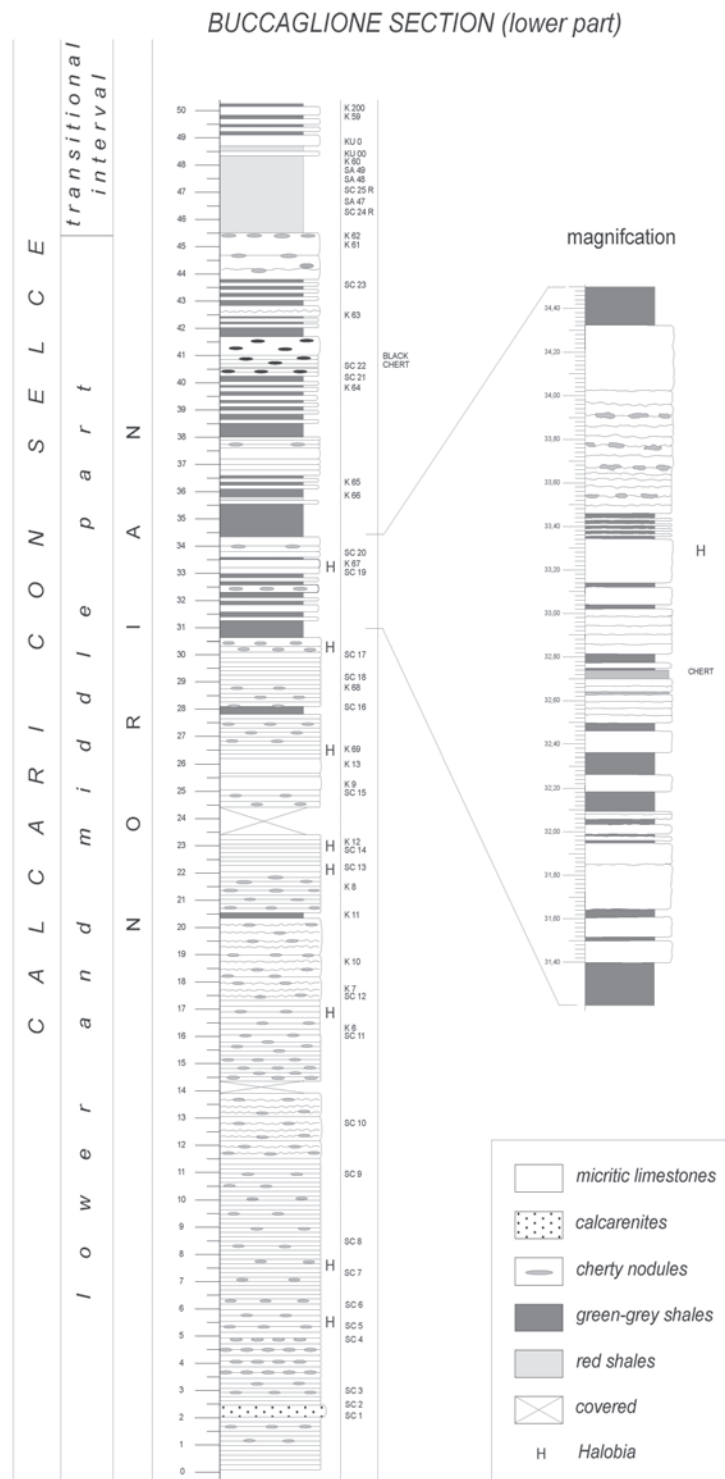 BUCCAGLIONE SECTION (lower part)
CALCARI CON SELCE
transitional
interval
lower and middle part
NORIAN
50
49
48
47
46
45
44
43
42
41
40
39
38
37
36
35
34
33
32
31
30
29
28
27
26
25
24
23
22
21
20
19
18
17
16
15
14
13
12
11
10
9
8
7
6
5
4
3
2
1
0
K 200
K 59
KU 0
KU 00
K 60
SA 49
SA 48
SC 25 R
SA 47
SC 24 R
K 62
K 61
SC 23
K 63
BLACK
CHERT
SC 22
SC 21
K 64
K 65
K 66
SC 20
H K 67
SC 19
H
SC 17
SC 18
K 68
SC 16
H K 69
K 13
K 9
SC 15
H K 12
SC 14
H SC 13
K 8
K 11
K 10
K 7
SC 12
H
K 6
SC 11
SC 10
SC 9
SC 8
H
SC 7
SC 6
H SC 5
SC 4
SC 3
SC 2
SC 1
magnifcation
34,40
34,20
34,00
33,80
33,60
33,40
33,20
33,00
32,80
32,60
32,40
32,20
32,00
31,80
31,60
31,40
H
CHERT
micritic limestones
calcarenites
cherty nodules
green-grey shales
red shales
covered
H Halobia